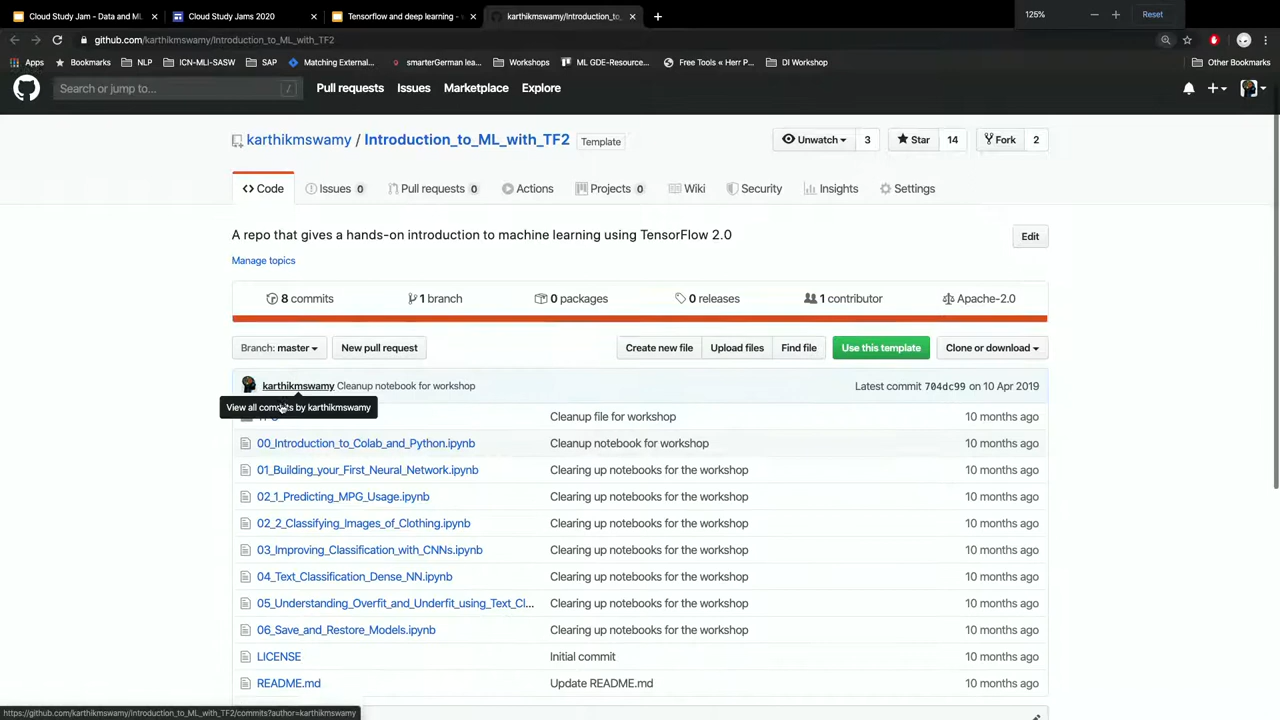 Cloud Study Jam - Data and ML
Cloud Study Jams 2020
Tensorflow and deep learning -
karthikmswamy/Introduction_to_
125%
Reset
github.com/karthikmswamy/Introduction_to_ML_with_TF2
Apps
Bookmarks
NLP
ICN-MLI-SASW
SAP
Matching External...
smarterGerman lea...
Workshops
ML GDE-Resource...
Free Tools « Herr P...
DI Workshop
Other Bookmarks
Search or jump to...
/
Pull requests
Issues
Marketplace
Explore
karthikmswamy / Introduction_to_ML_with_TF2
Template
Unwatch
3
Star
14
Fork
2
Code
Issues 0
Pull requests 0
Actions
Projects 0
Wiki
Security
Insights
Settings
A repo that gives a hands-on introduction to machine learning using TensorFlow 2.0
Edit
Manage topics
8 commits
1 branch
0 packages
0 releases
1 contributor
Apache-2.0
Branch: master
New pull request
Create new file
Upload files
Find file
Use this template
Clone or download
karthikmswamy Cleanup notebook for workshop
Latest commit 704dc99 on 10 Apr 2019
View all commits by karthikmswamy
Cleanup file for workshop
10 months ago
00_Introduction_to_Colab_and_Python.ipynb
Cleanup notebook for workshop
10 months ago
01_Building_your_First_Neural_Network.ipynb
Clearing up notebooks for the workshop
10 months ago
02_1_Predicting_MPG_Usage.ipynb
Clearing up notebooks for the workshop
10 months ago
02_2_Classifying_Images_of_Clothing.ipynb
Clearing up notebooks for the workshop
10 months ago
03_Improving_Classification_with_CNNs.ipynb
Clearing up notebooks for the workshop
10 months ago
04_Text_Classification_Dense_NN.ipynb
Clearing up notebooks for the workshop
10 months ago
05_Understanding_Overfit_and_Underfit_using_Text_Cl...
Clearing up notebooks for the workshop
10 months ago
06_Save_and_Restore_Models.ipynb
Clearing up notebooks for the workshop
10 months ago
LICENSE
Initial commit
10 months ago
README.md
Update README.md
10 months ago
https://github.com/karthikmswamy/Introduction_to_ML_with_TF2/commits?author=karthikmswamy